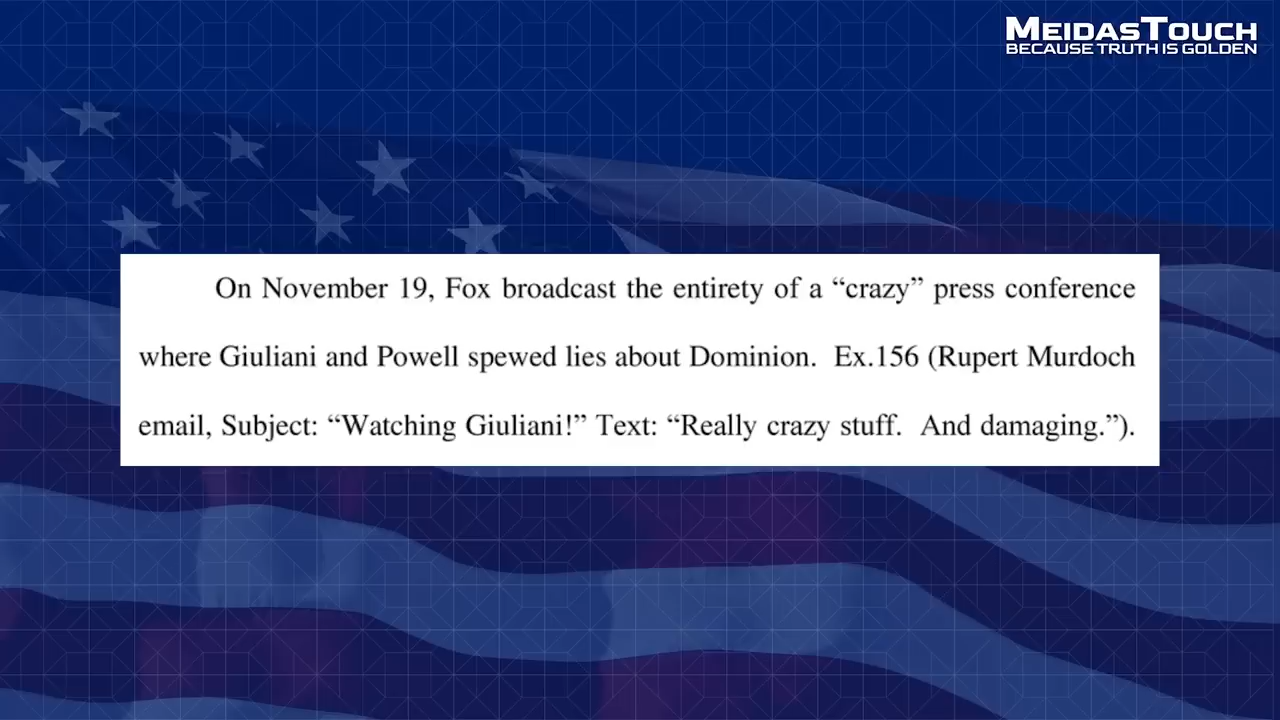 MEIDASTOUCH
BECAUSE TRUTH IS GOLDEN
On November 19, Fox broadcast the entirety of a “crazy” press conference
where Giuliani and Powell spewed lies about Dominion.  Ex.156 (Rupert Murdoch
email, Subject: “Watching Giuliani!” Text: “Really crazy stuff.  And damaging.”).